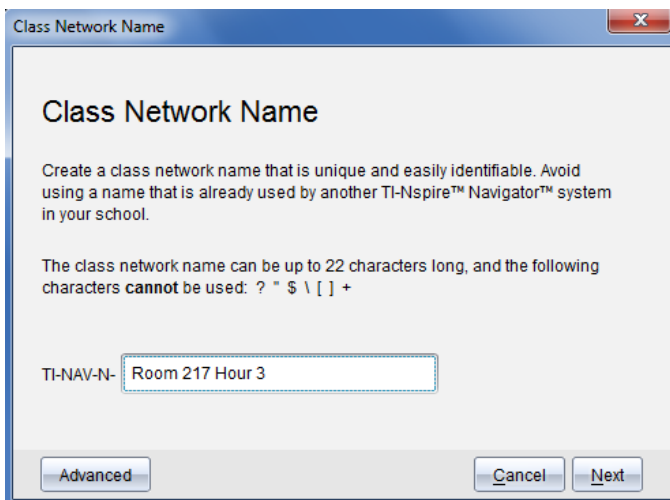 Class Network Name
Class Network Name
Create a class network name that is unique and easily identifiable. Avoid
using a name that is already used by another TI-Nspire™ Navigator™ system
in your school.
The class network name can be up to 22 characters long, and the following
characters cannot be used: ? " $ \ [ ] +
TI-NAV-N- Room 217 Hour 3
Advanced Cancel Next